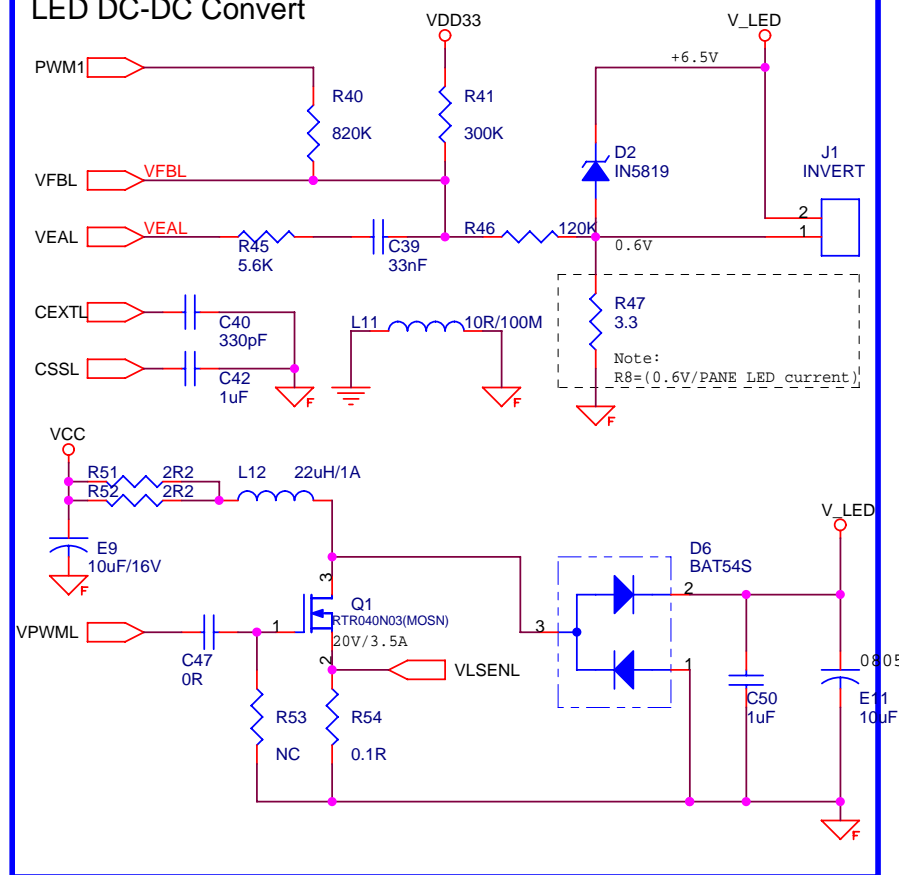 LED DC-DC Convert
VDD33
V_LED
+6.5V
PWM1
R40
820K
R41
300K
D2
IN5819
J1
INVERT
VFBL
VFBL
2
1
VEAL
VEAL
R45
5.6K
C39
33nF
R46
120K
0.6V
R47
3.3
Note:
R8=(0.6V/PANE LED current)
CEXTL
C40
330pF
L11
10R/100M
CSSL
C42
1uF
F
F
F
VCC
R51
2R2
R52
2R2
L12
22uH/1A
E9
10uF/16V
F
V_LED
D6
BAT54S
3
2
1
3
Q1
RTR040N03(MOSN)
20V/3.5A
1
2
VPWML
C47
0R
VLSENL
C50
1uF
0805
E11
10uF
R53
NC
R54
0.1R
F